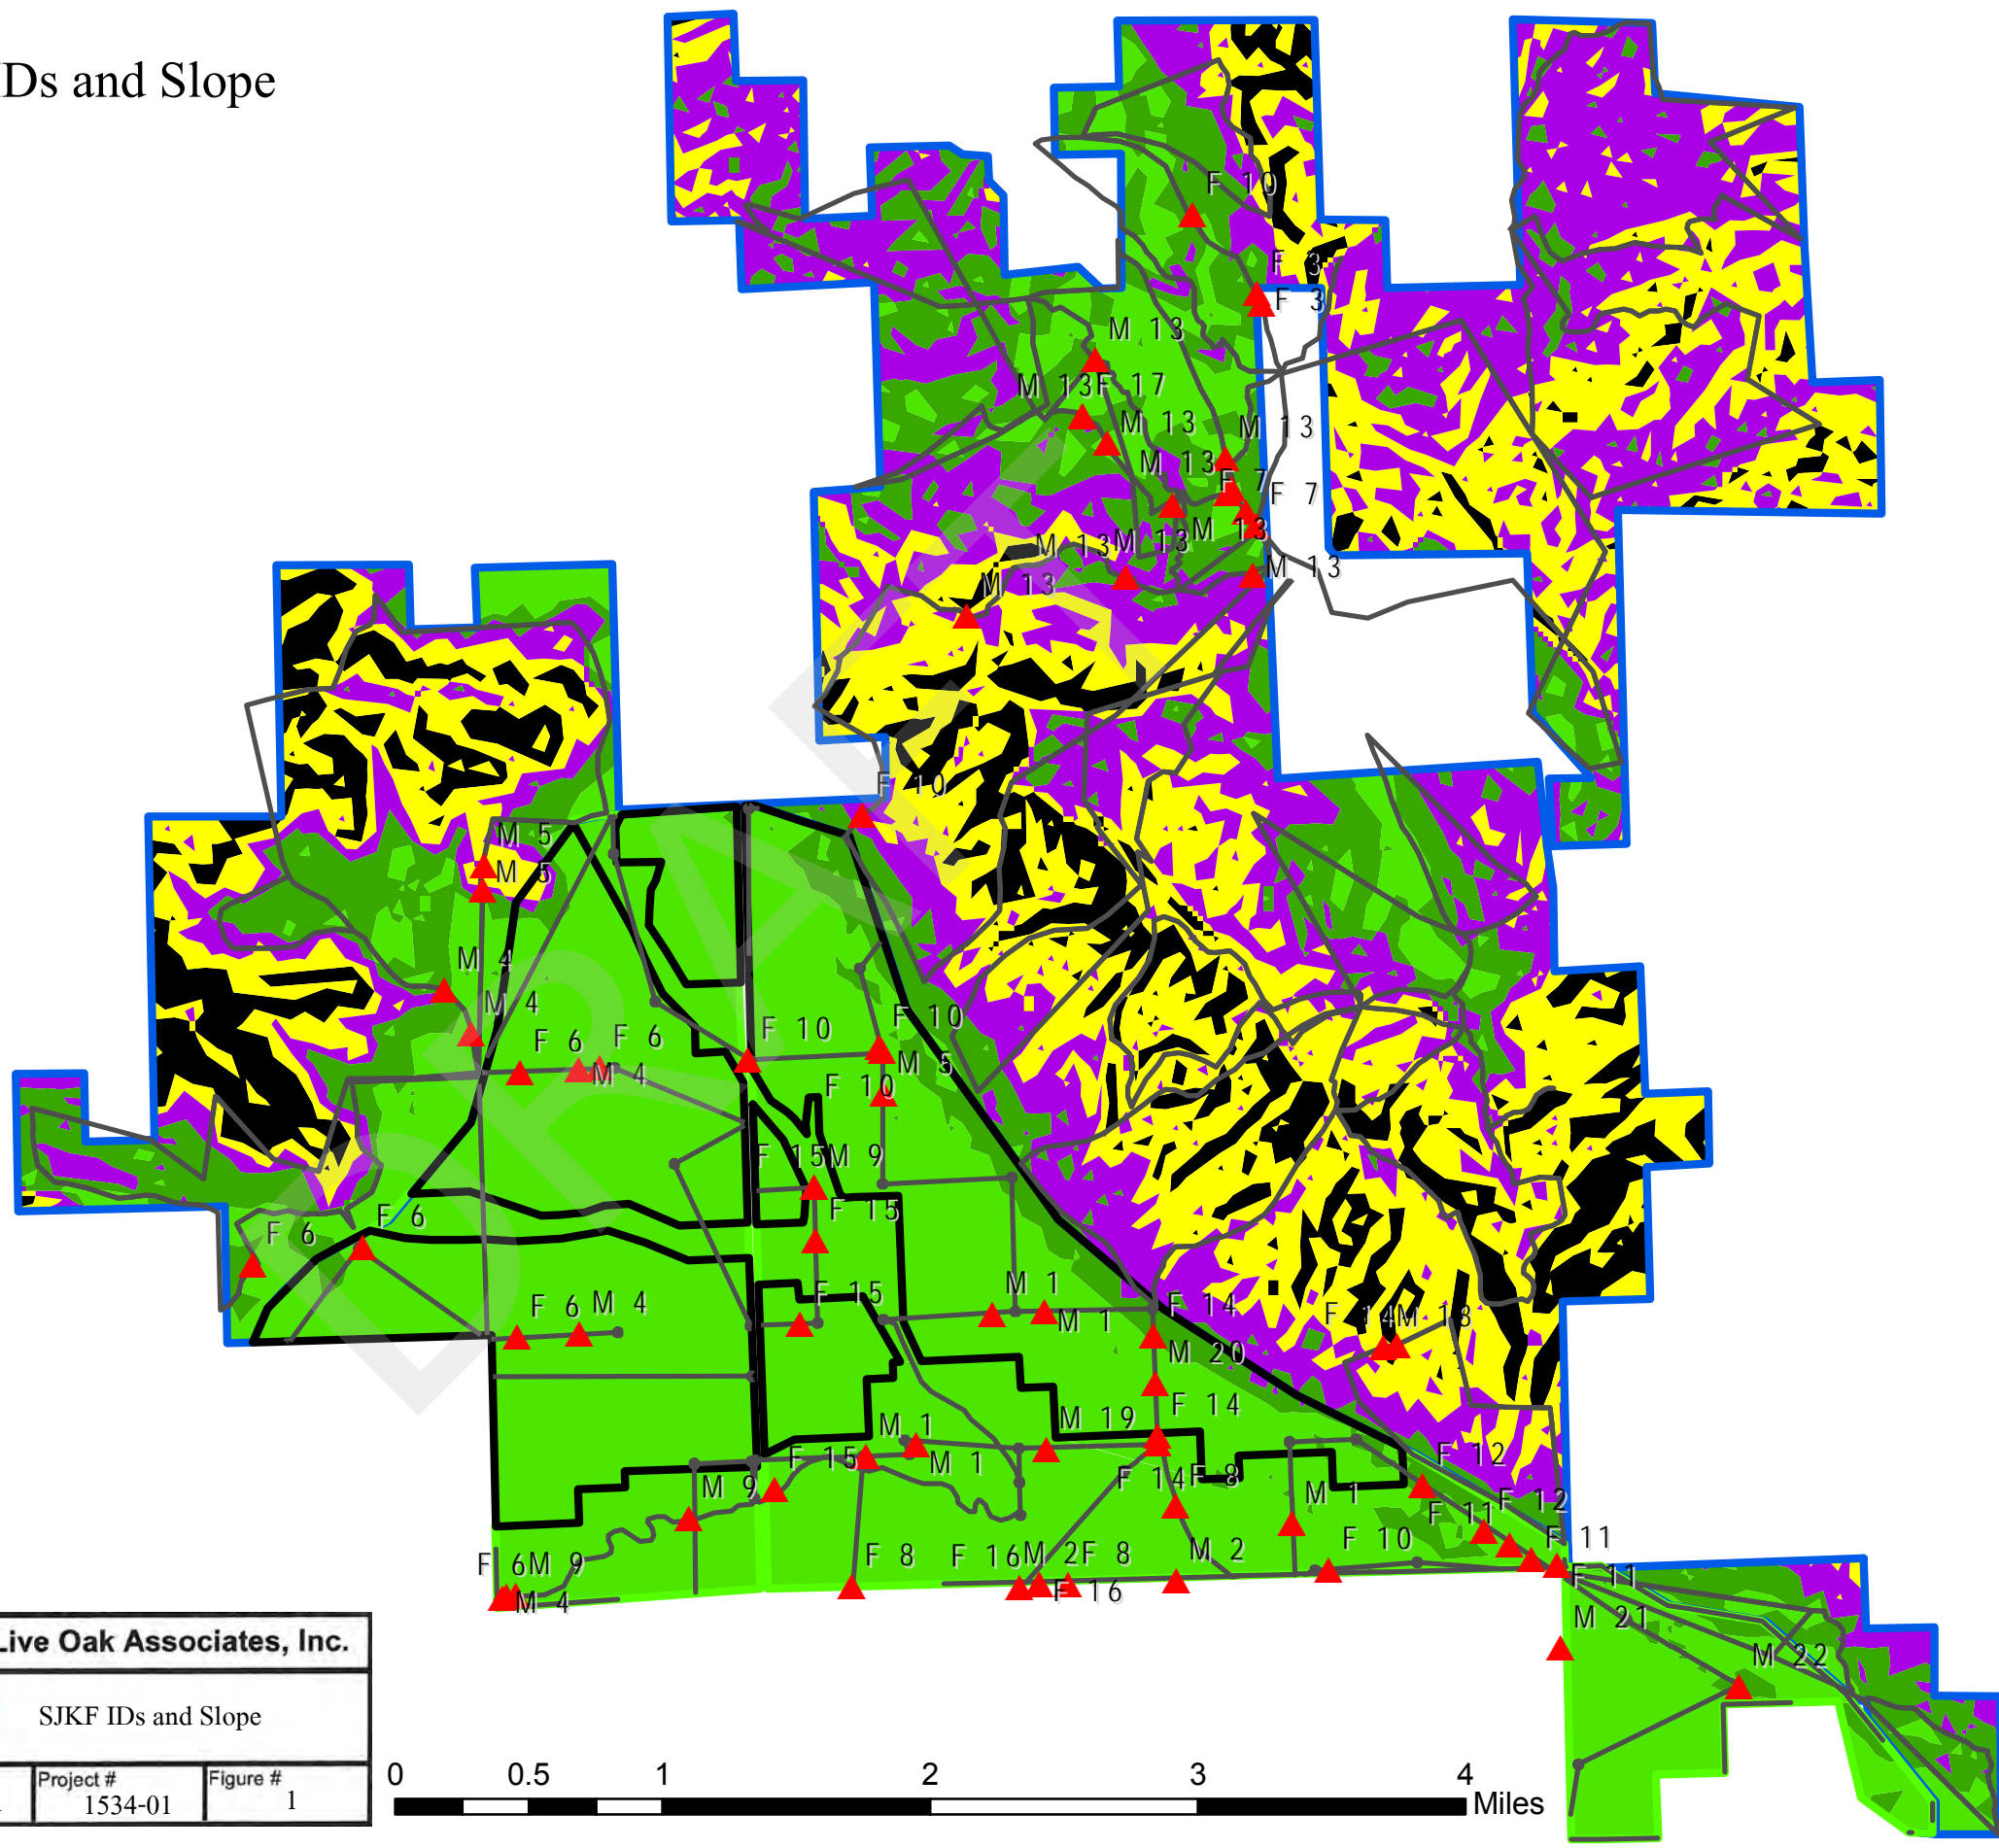 IDs and Slope
F 10
F 3
F 3
M 13
M 13 F 17
M 13
M 13
M 13
F 7
F 7
M 13
M 13 M 13
M 13
M 13
F 10
M 5
M 5
M 4
M 4
F 6
F 6
M 4
F 10
F 10
M 5
F 10
F 15 M 9
F 15
F 6
F 6
F 15
F 6 M 4
M 1
M 1
F 14
F 14 M 18
M 20
F 14
M 19
M 1
M 1
F 15
M 9
F 12
F 14 F 8
M 1
F 12
F 11
F 11
F 11
F 10
M 2
F 6 M 9
M 4
F 8
F 16 M 2 F 8
F 16
M 21
M 22
DRAFT
Live Oak Associates, Inc.
SJKF IDs and Slope
Project # Figure #
1534-01 1
0 0.5 1 2 3 4
Miles